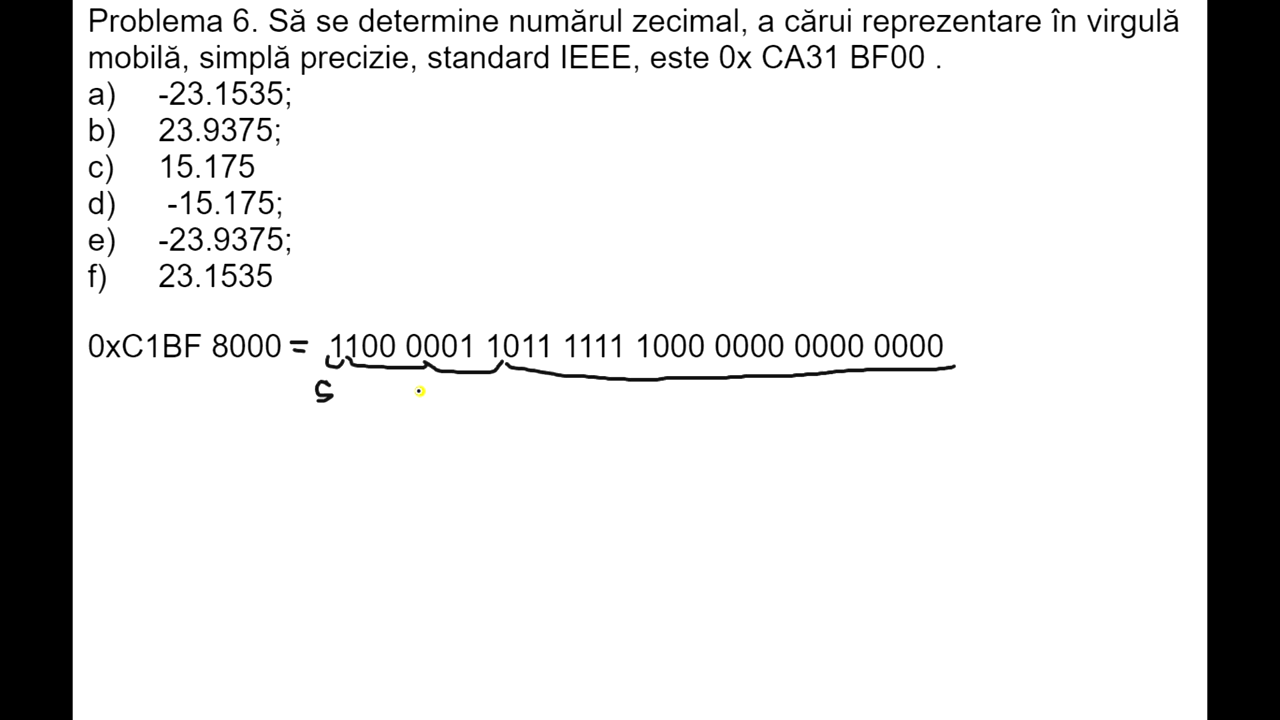 Problema 6. Să se determine numărul zecimal, a cărui reprezentare în virgulă
mobilă, simplă precizie, standard IEEE, este 0x CA31 BF00 .
a) -23.1535;
b) 23.9375;
c) 15.175
d) -15.175;
e) -23.9375;
f) 23.1535
0xC1BF 8000 = 1100 0001 1011 1111 1000 0000 0000 0000
S